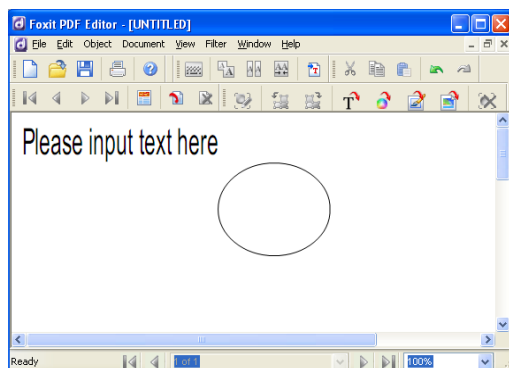 Foxit PDF Editor - [UNTITLED]
File Edit Object Document View Filter Window Help
Please input text here
Ready 1 of 1 100%